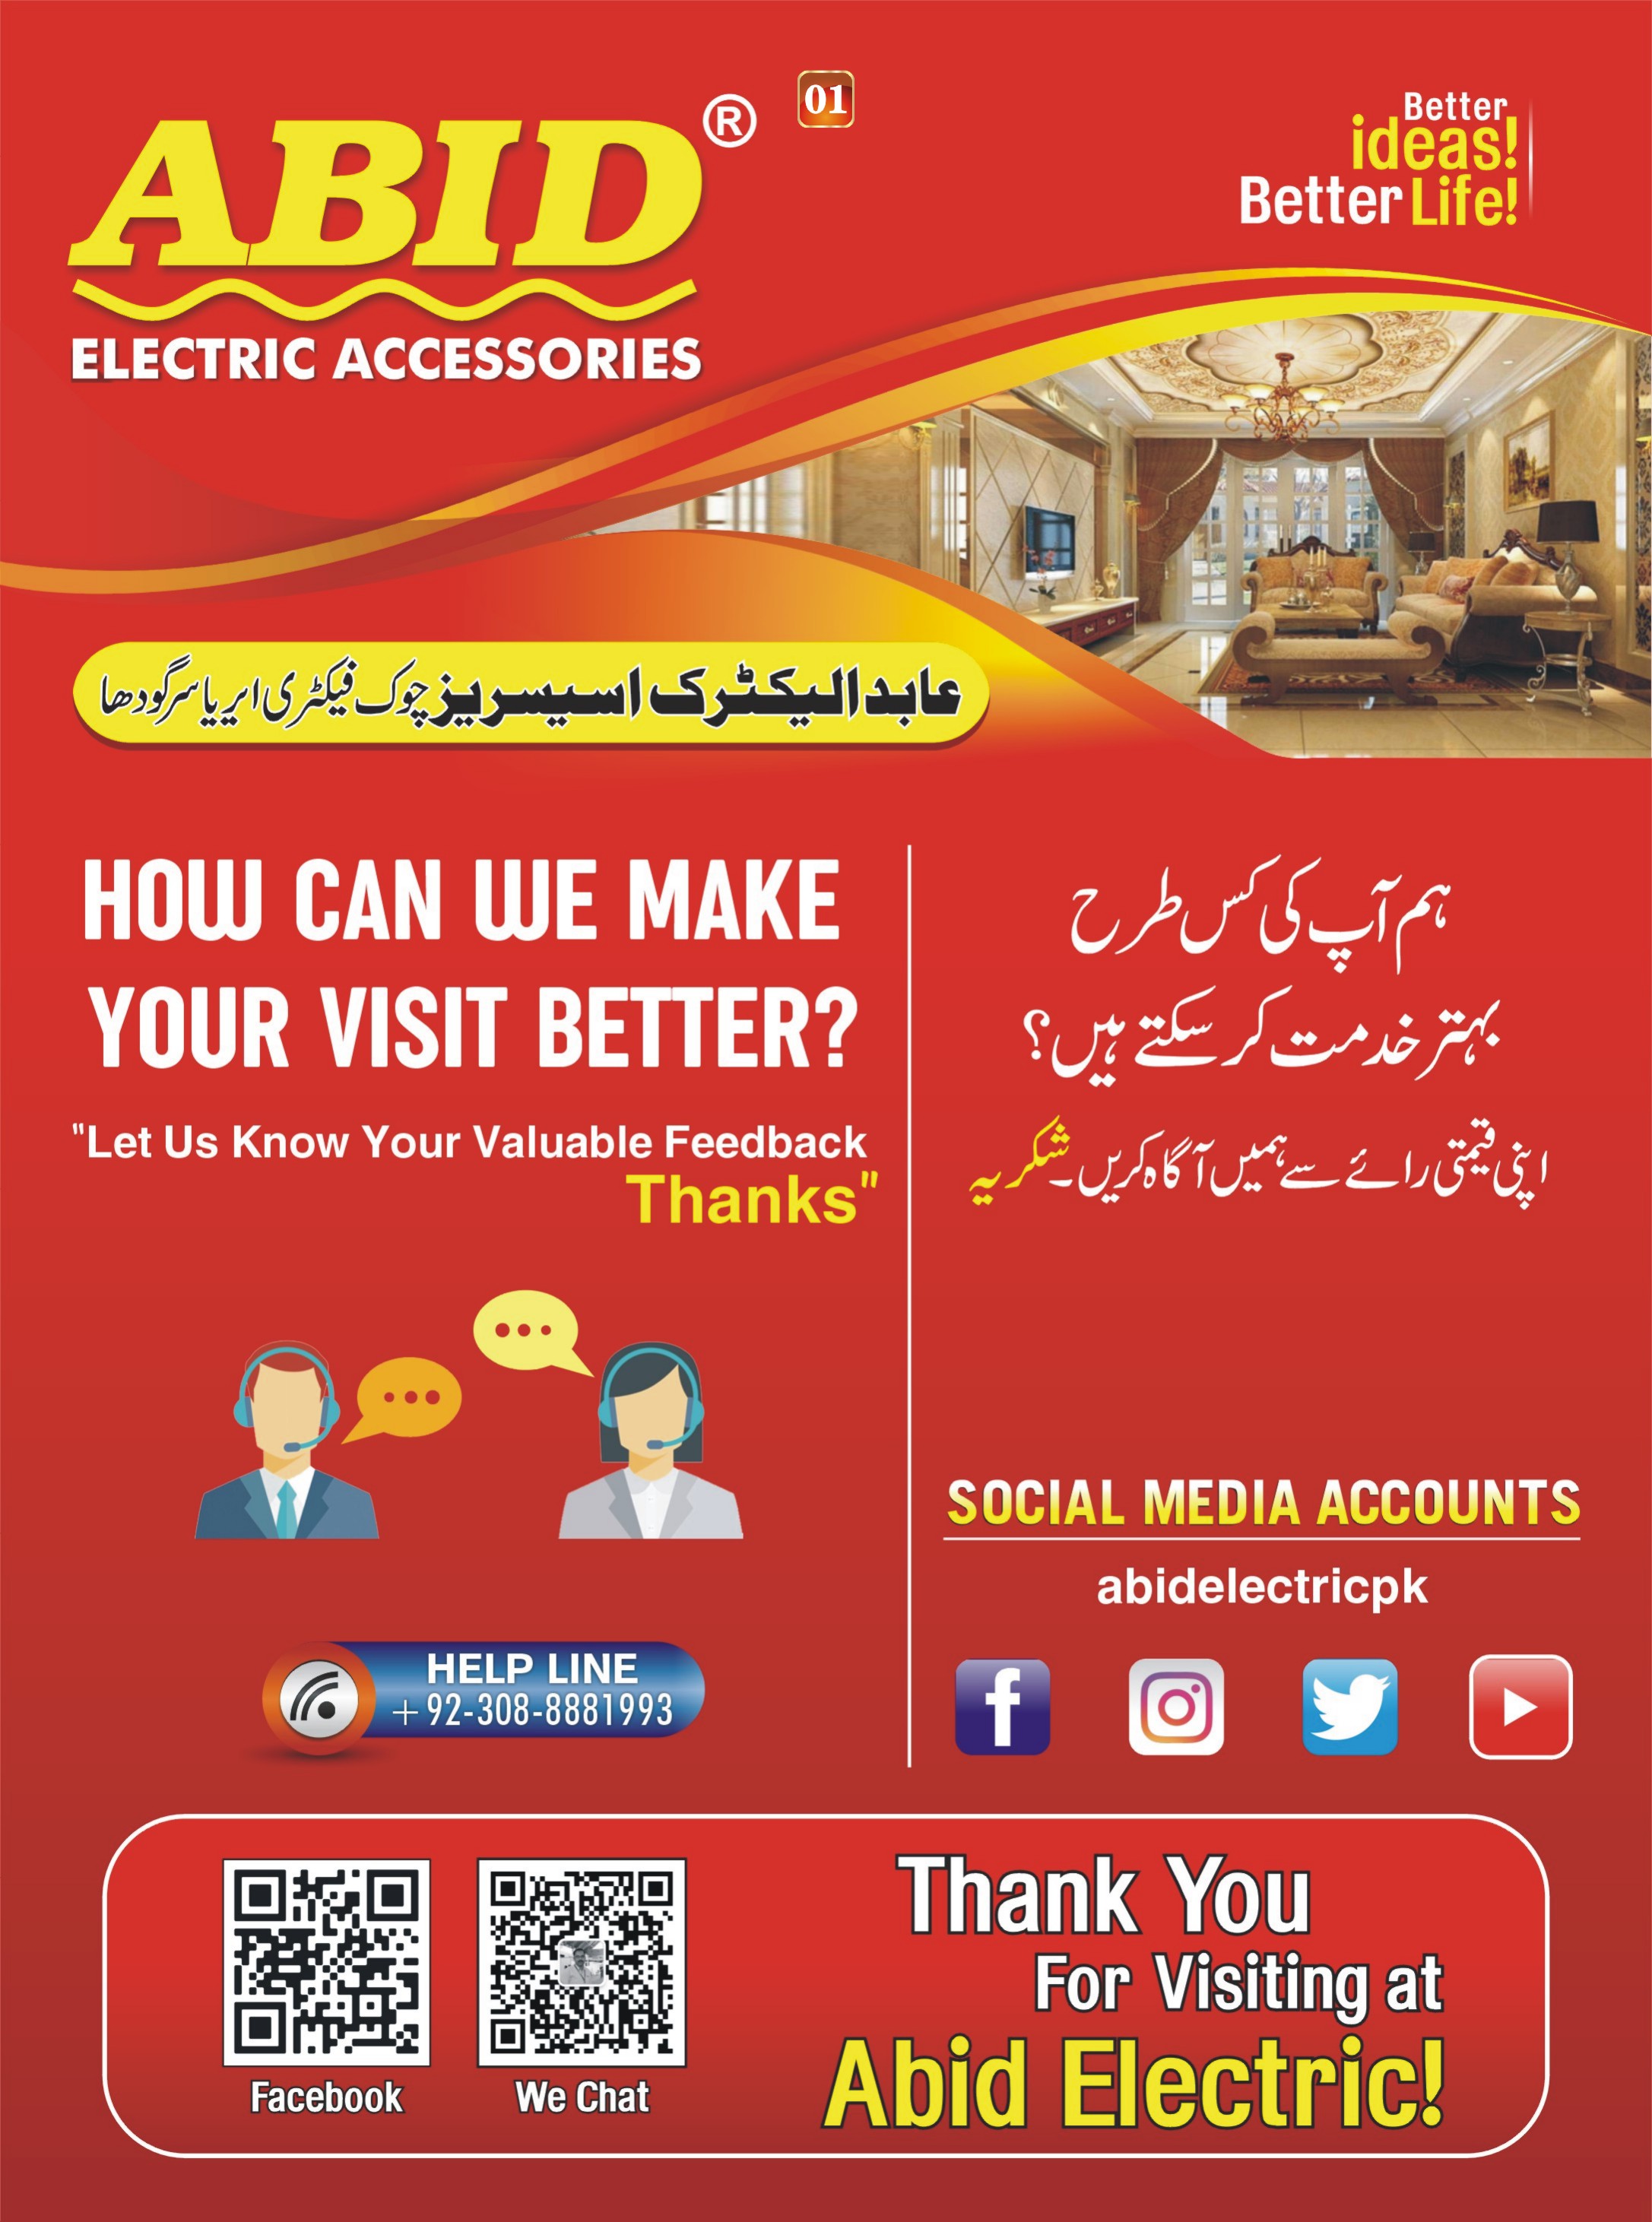 ABID®
01
Better
ideas!
Better Life!
ELECTRIC ACCESSORIES
عابد الیکٹرک اسیسریز چوک فیکٹری ایریا سرگودھا
HOW CAN WE MAKE
YOUR VISIT BETTER?
"Let Us Know Your Valuable Feedback
Thanks"
ہم آپ کی کس طرح
بہتر خدمت کر سکتے ہیں؟
اپنی قیمتی رائے سے ہمیں آگاہ کریں۔ شکریہ
HELP LINE
+92-308-8881993
SOCIAL MEDIA ACCOUNTS
abidelectricpk
Facebook
We Chat
Thank You
For Visiting at
Abid Electric!